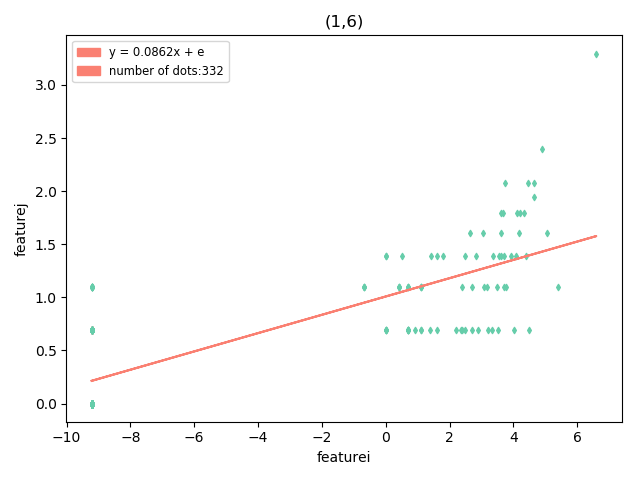 (1,6)
y = 0.0862x + e
number of dots:332
3.0
2.5
2.0
1.5
1.0
0.5
0.0
featurej
−10 −8 −6 −4 −2 0 2 4 6
featurei